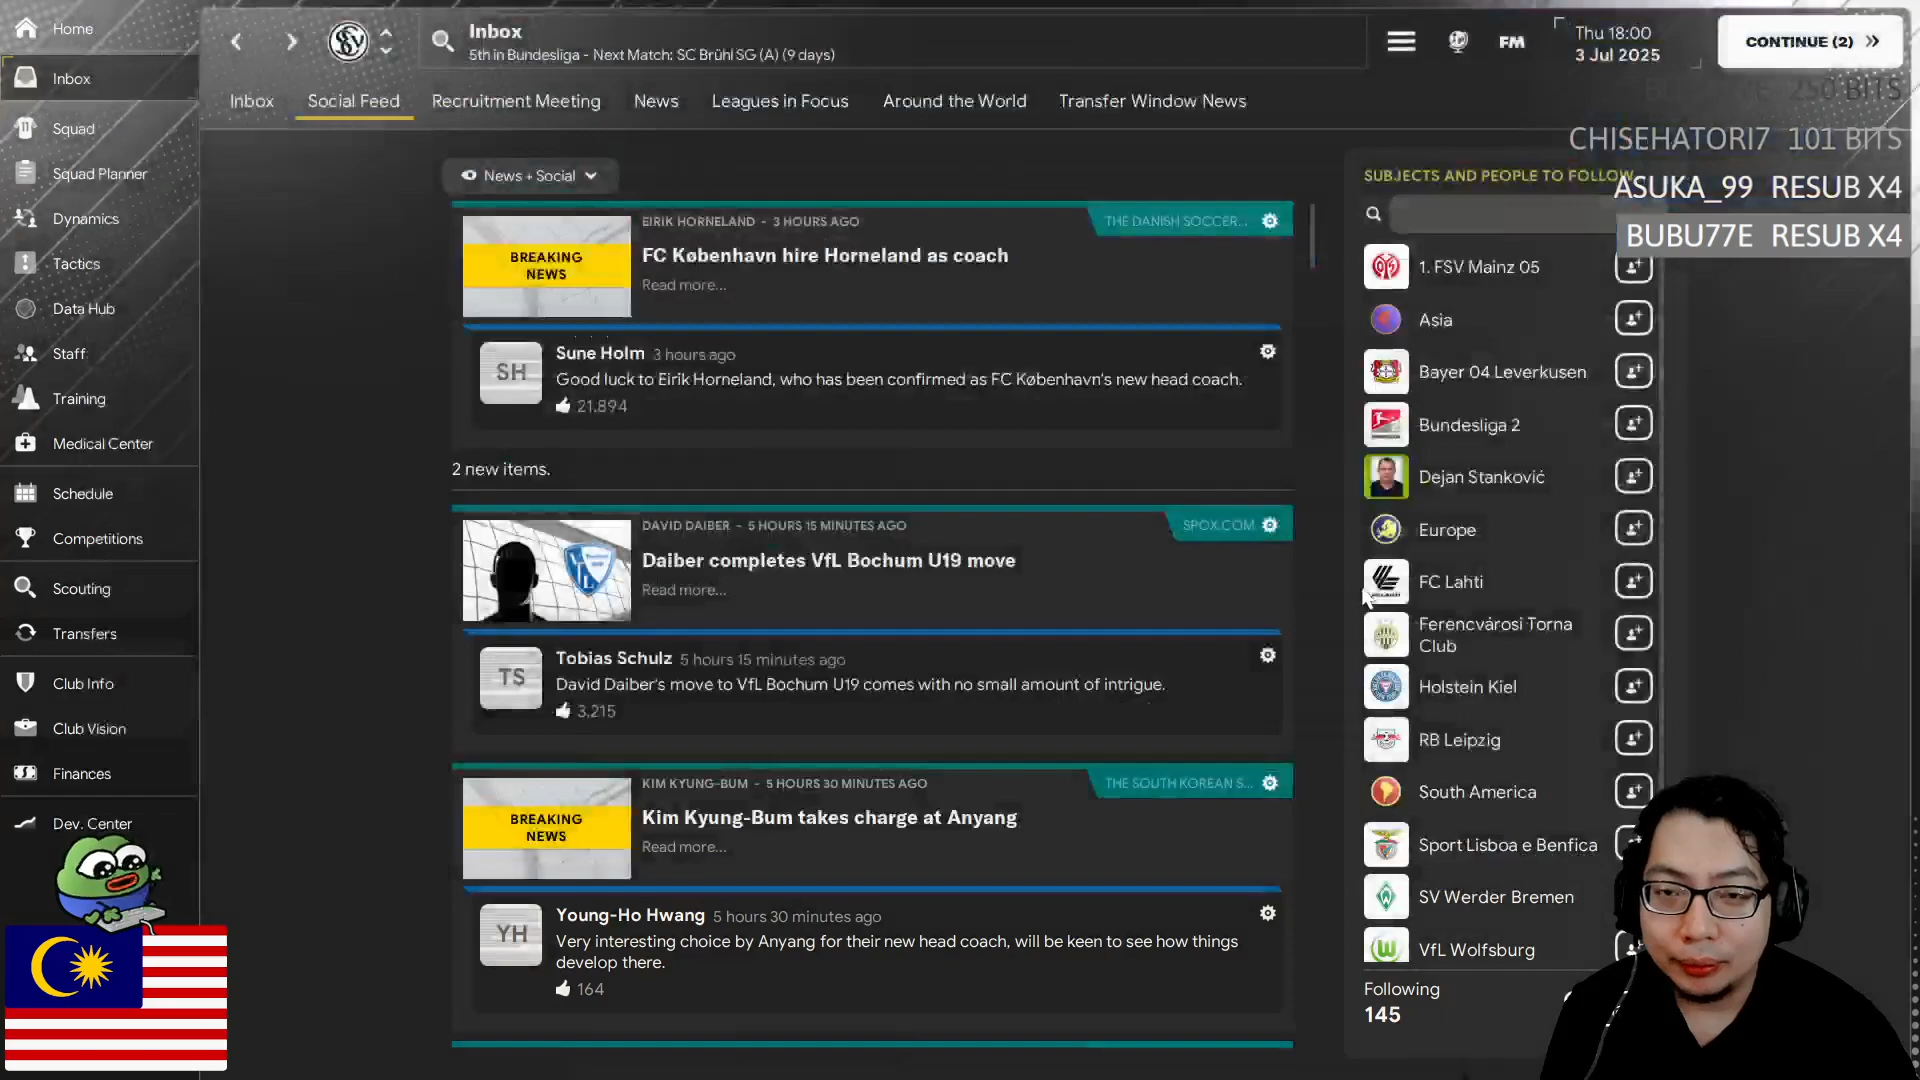 Home
Inbox
Squad
Squad Planner
Dynamics
Tactics
Data Hub
Staff
Training
Medical Center
Schedule
Competitions
Scouting
Transfers
Club Info
Club Vision
Finances
Dev. Center
Inbox
5th in Bundesliga - Next Match: SC Brühl SG (A) (9 days)
FM
Thu 18:00
3 Jul 2025
CONTINUE (2)
Inbox
Social Feed
Recruitment Meeting
News
Leagues in Focus
Around the World
Transfer Window News
250 BITS
CHISEHATORI7 101 BITS
ASUKA_99 RESUB X4
BUBU77E RESUB X4
News + Social
BREAKING
NEWS
EIRIK HORNELAND - 3 HOURS AGO
THE DANISH SOCCER...
FC København hire Horneland as coach
Read more...
SH
Sune Holm 3 hours ago
Good luck to Eirik Horneland, who has been confirmed as FC København's new head coach.
21,894
2 new items.
DAVID DAIBER - 5 HOURS 15 MINUTES AGO
SPOX.COM
Daiber completes VfL Bochum U19 move
Read more...
TS
Tobias Schulz 5 hours 15 minutes ago
David Daiber's move to VfL Bochum U19 comes with no small amount of intrigue.
3,215
BREAKING
NEWS
KIM KYUNG-BUM - 5 HOURS 30 MINUTES AGO
THE SOUTH KOREAN S...
Kim Kyung-Bum takes charge at Anyang
Read more...
YH
Young-Ho Hwang 5 hours 30 minutes ago
Very interesting choice by Anyang for their new head coach, will be keen to see how things
develop there.
164
SUBJECTS AND PEOPLE TO FOLLOW
1. FSV Mainz 05
Asia
Bayer 04 Leverkusen
Bundesliga 2
Dejan Stanković
Europe
FC Lahti
Ferencvárosi Torna
Club
Holstein Kiel
RB Leipzig
South America
Sport Lisboa e Benfica
SV Werder Bremen
VfL Wolfsburg
Following
145